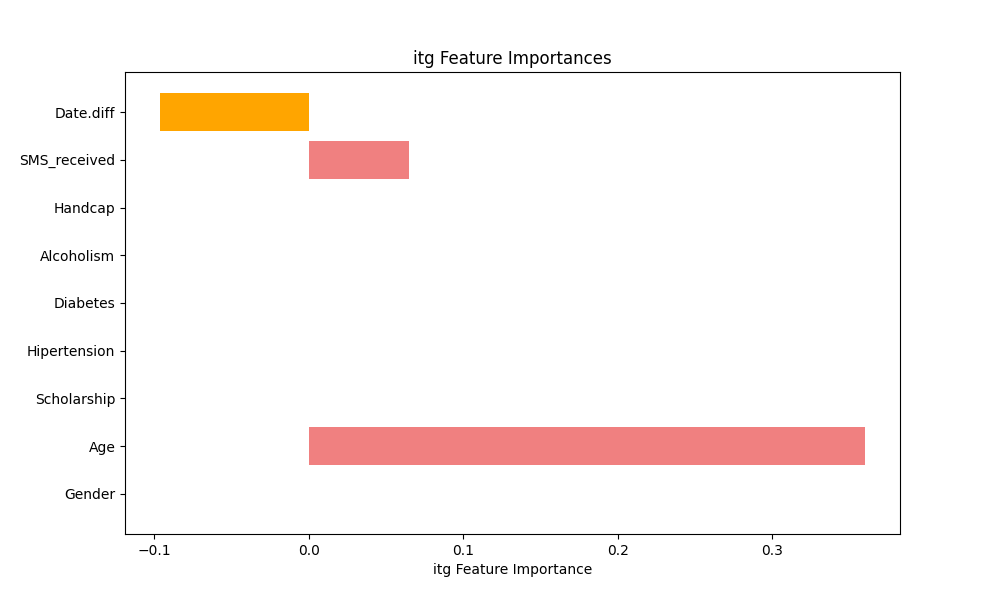 itg Feature Importances
Date.diff
SMS_received
Handcap
Alcoholism
Diabetes
Hipertension
Scholarship
Age
Gender
−0.1 0.0 0.1 0.2 0.3
itg Feature Importance